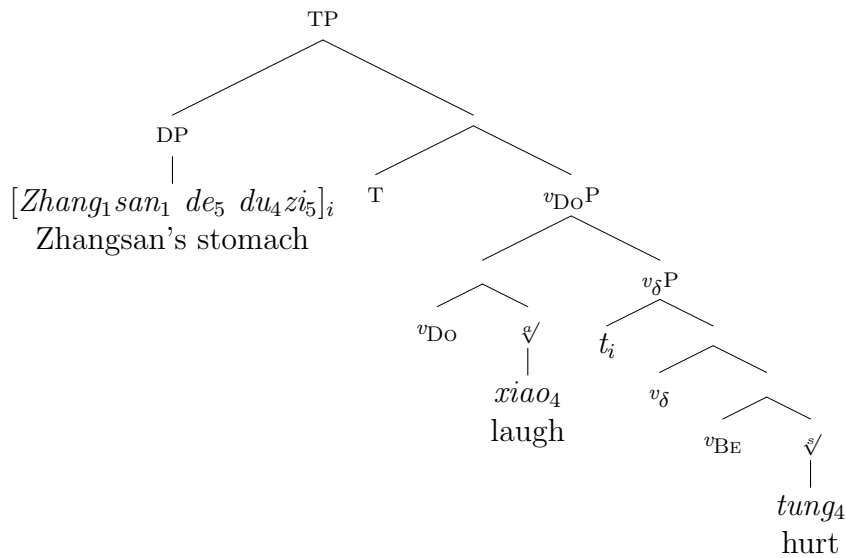 TP
DP
[Zhang₁san₁ de₅ du₄zi₅]ᵢ
Zhangsan's stomach
T
vDoP
vDo
ᵃ√
xiao₄
laugh
vδP
tᵢ
vδ
vBE
ˢ√
tung₄
hurt